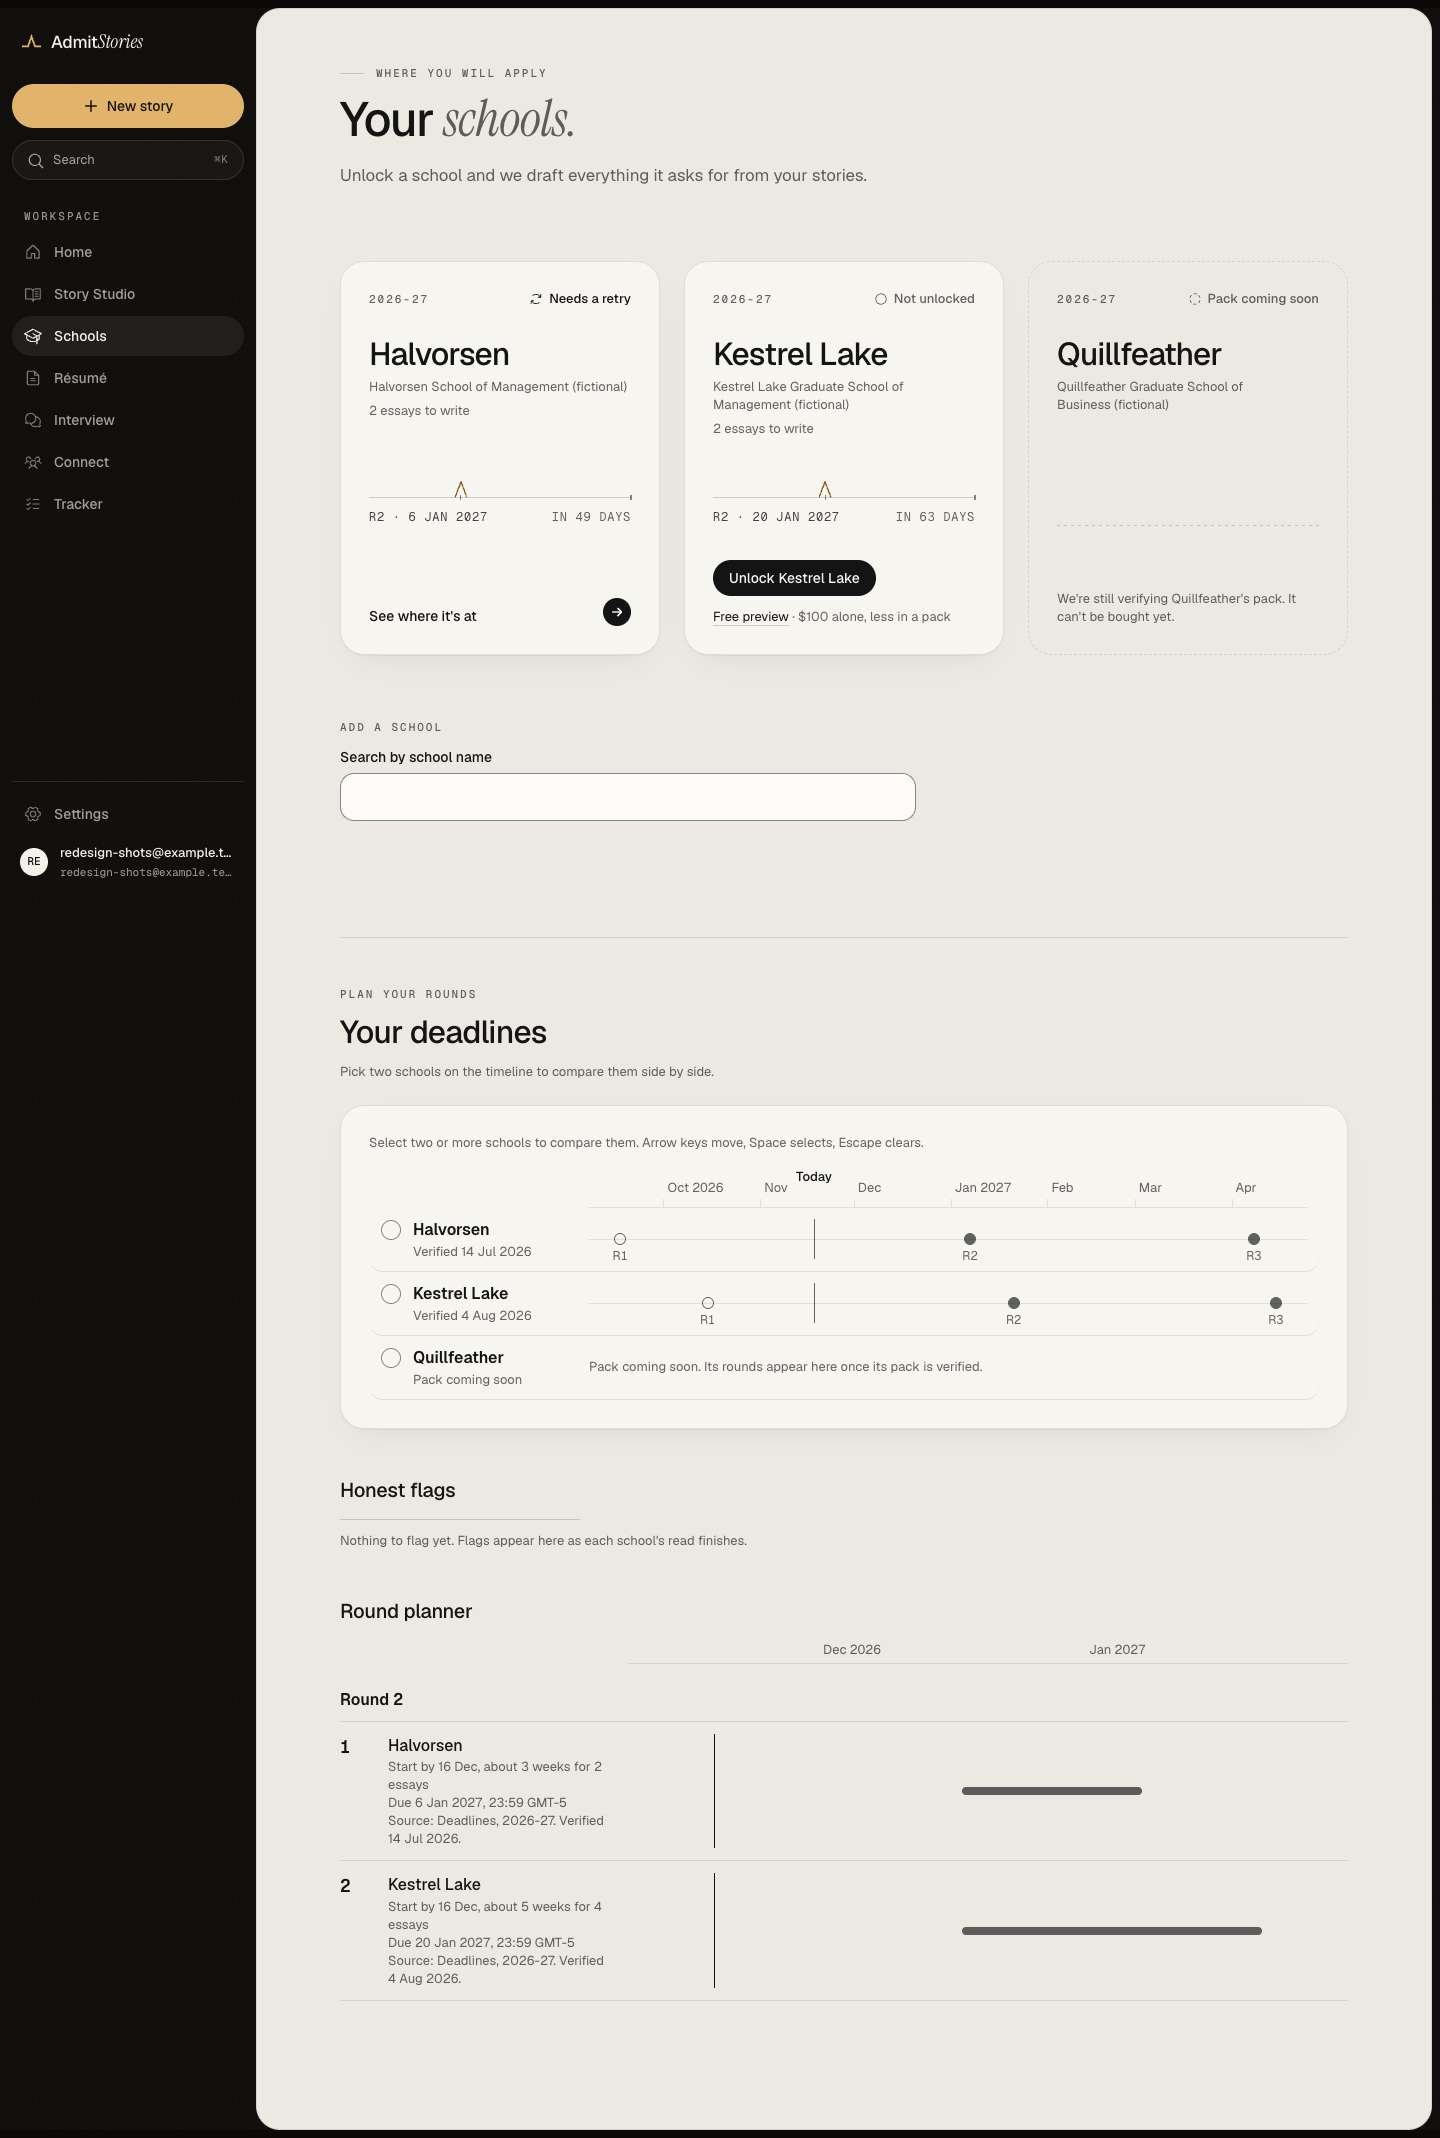 AdmitStories
New story
Search ⌘K
WORKSPACE
Home
Story Studio
Schools
Résumé
Interview
Connect
Tracker
Settings
RE
redesign-shots@example.t…
redesign-shots@example.te…
WHERE YOU WILL APPLY
Your schools.
Unlock a school and we draft everything it asks for from your stories.
2026-27 Needs a retry
Halvorsen
Halvorsen School of Management (fictional)
2 essays to write
R2 · 6 JAN 2027 IN 49 DAYS
See where it's at
2026-27 Not unlocked
Kestrel Lake
Kestrel Lake Graduate School of
Management (fictional)
2 essays to write
R2 · 20 JAN 2027 IN 63 DAYS
Unlock Kestrel Lake
Free preview · $100 alone, less in a pack
2026-27 Pack coming soon
Quillfeather
Quillfeather Graduate School of
Business (fictional)
We're still verifying Quillfeather's pack. It
can't be bought yet.
ADD A SCHOOL
Search by school name
PLAN YOUR ROUNDS
Your deadlines
Pick two schools on the timeline to compare them side by side.
Select two or more schools to compare them. Arrow keys move, Space selects, Escape clears.
Today
Oct 2026 Nov Dec Jan 2027 Feb Mar Apr
Halvorsen
Verified 14 Jul 2026
R1 R2 R3
Kestrel Lake
Verified 4 Aug 2026
R1 R2 R3
Quillfeather
Pack coming soon
Pack coming soon. Its rounds appear here once its pack is verified.
Honest flags
Nothing to flag yet. Flags appear here as each school's read finishes.
Round planner
Dec 2026 Jan 2027
Round 2
1 Halvorsen
Start by 16 Dec, about 3 weeks for 2
essays
Due 6 Jan 2027, 23:59 GMT-5
Source: Deadlines, 2026-27. Verified
14 Jul 2026.
2 Kestrel Lake
Start by 16 Dec, about 5 weeks for 4
essays
Due 20 Jan 2027, 23:59 GMT-5
Source: Deadlines, 2026-27. Verified
4 Aug 2026.